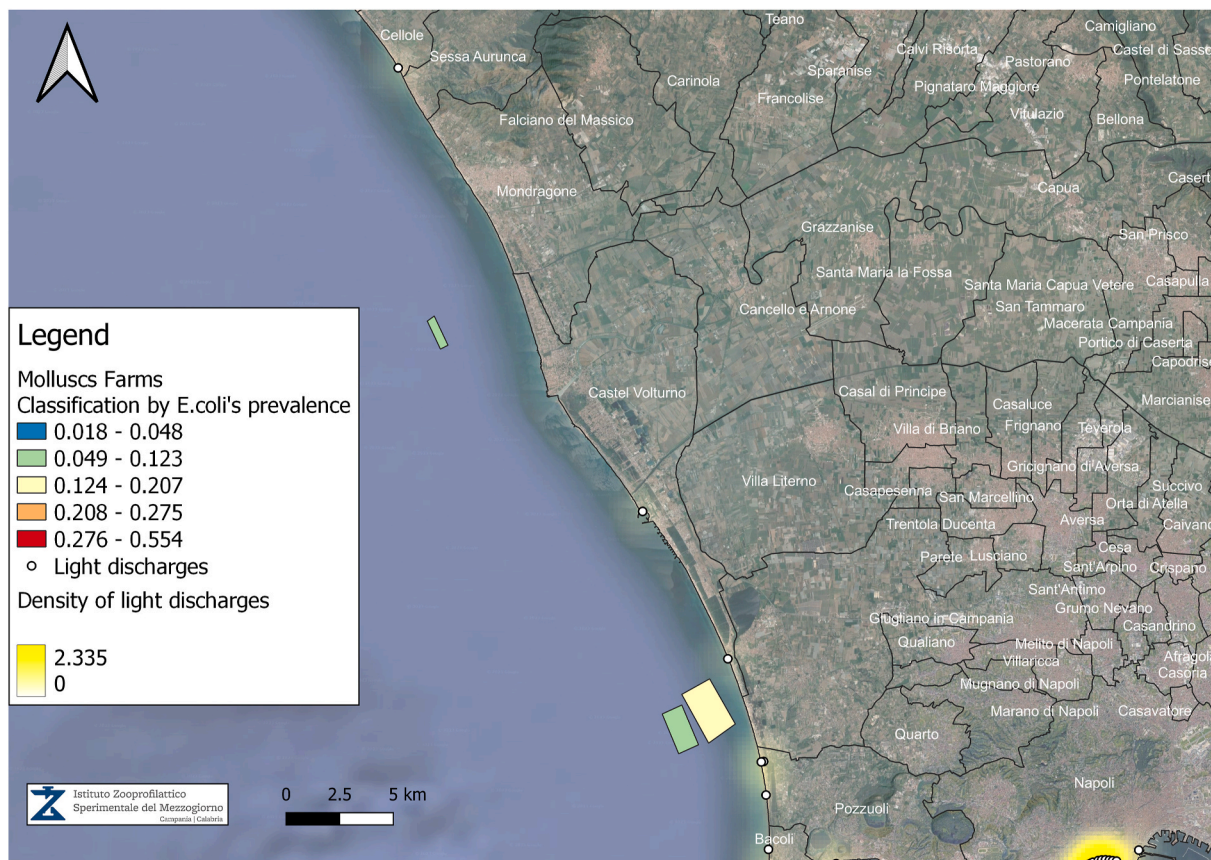 Teano
Camigliano
Cellole
Calvi Risorta
Castel di Sasso
Sessa Aurunca
Pastorano
Sparanise
Carinola
Pontelatone
Pignataro Maggiore
Francolise
Vitulazio
Falciano del Massico
Bellona
Casert
Capua
Mondragone
Grazzanise
San Prisco
Santa Maria la Fossa
Casapulla
Santa Maria Capua Vetere
San Tammaro
Cancello e Arnone
Macerata Campania
Portico di Caserta
Capodrise
Castel Volturno
Casal di Principe
Marcianise
Casaluce
Villa di Briano
Frignano
Teverola
Gricignano di Aversa
Villa Literno
Succivo
Casapesenna
San Marcellino
Orta di Atella
Trentola Ducenta
Aversa
Caivano
Cesa
Parete
Lusciano
Sant'Arpino
Crispano
Sant'Antimo
Grumo Nevano
Giugliano in Campania
Casandrino
Qualiano
Melito di Napoli
Afragola
Villaricca
Casoria
Mugnano di Napoli
Marano di Napoli
Casavatore
Quarto
Napoli
Pozzuoli
Bacoli
Legend
Molluscs Farms
Classification by E.coli's prevalence
0.018 - 0.048
0.049 - 0.123
0.124 - 0.207
0.208 - 0.275
0.276 - 0.554
Light discharges
Density of light discharges
2.335
0
Istituto Zooprofilattico
Sperimentale del Mezzogiorno
Campania | Calabria
0 2.5 5 km